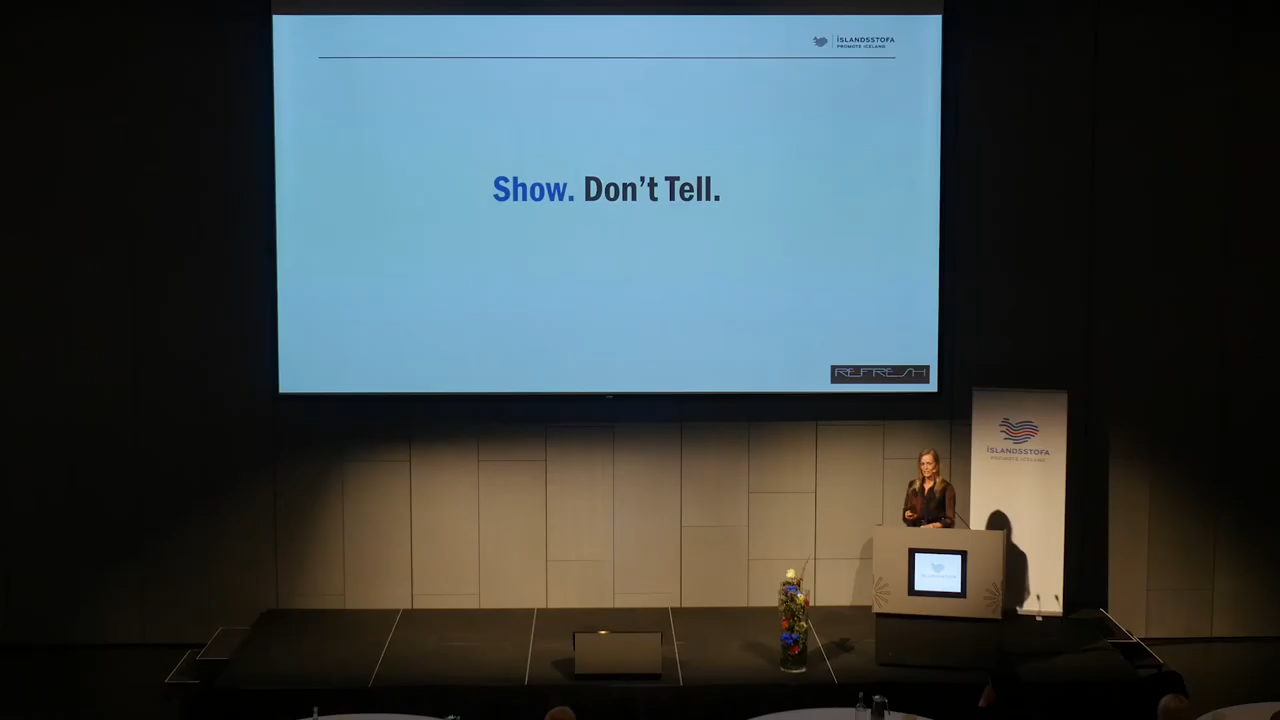 ÍSLANDSSTOFA
PROMOTE ICELAND
Show. Don't Tell.
REFRESH
ÍSLANDSSTOFA
PROMOTE ICELAND